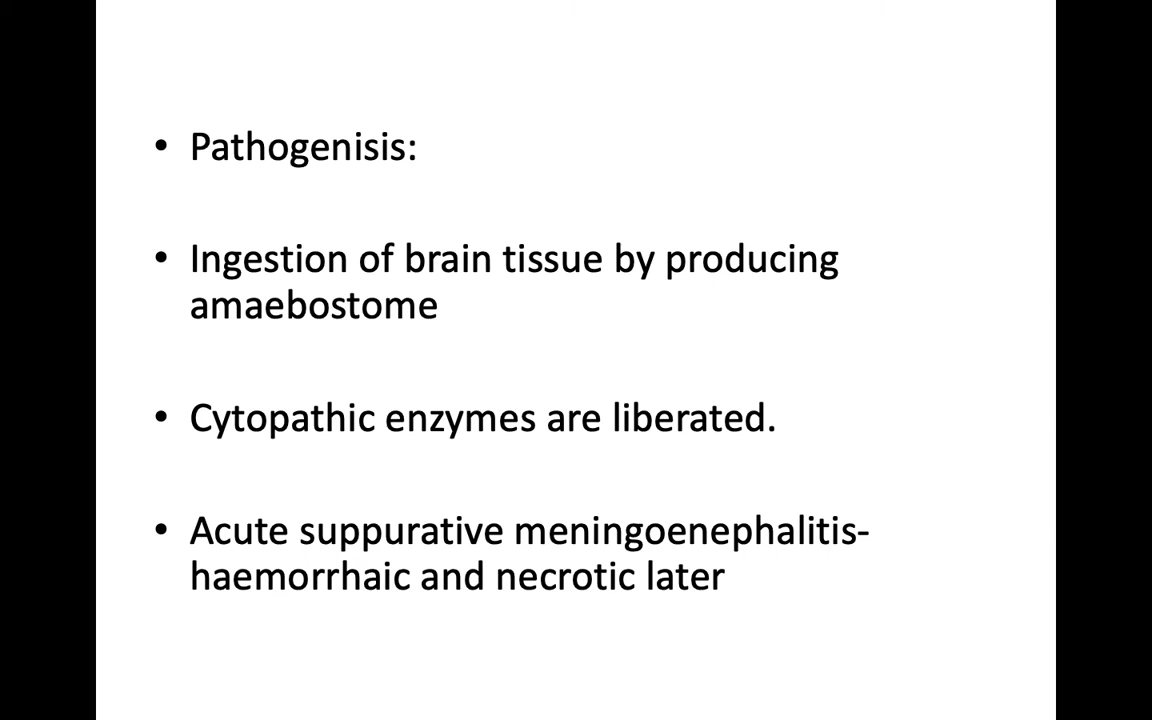 • Pathogenisis:
• Ingestion of brain tissue by producing
amaebostome
• Cytopathic enzymes are liberated.
• Acute suppurative meningoenephalitis-
haemorrhaic and necrotic later